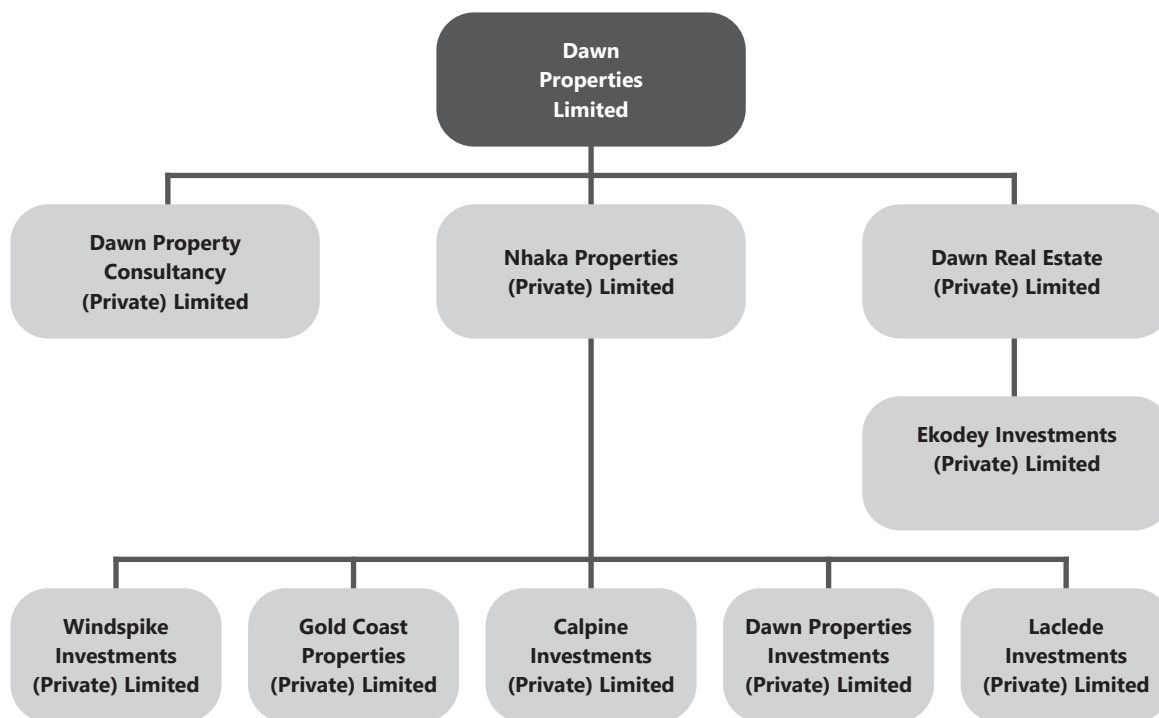 Dawn
Properties
Limited
Dawn Property
Consultancy
(Private) Limited
Nhaka Properties
(Private) Limited
Dawn Real Estate
(Private) Limited
Ekodey Investments
(Private) Limited
Windspike
Investments
(Private) Limited
Gold Coast
Properties
(Private) Limited
Calpine
Investments
(Private) Limited
Dawn Properties
Investments
(Private) Limited
Laclede
Investments
(Private) Limited